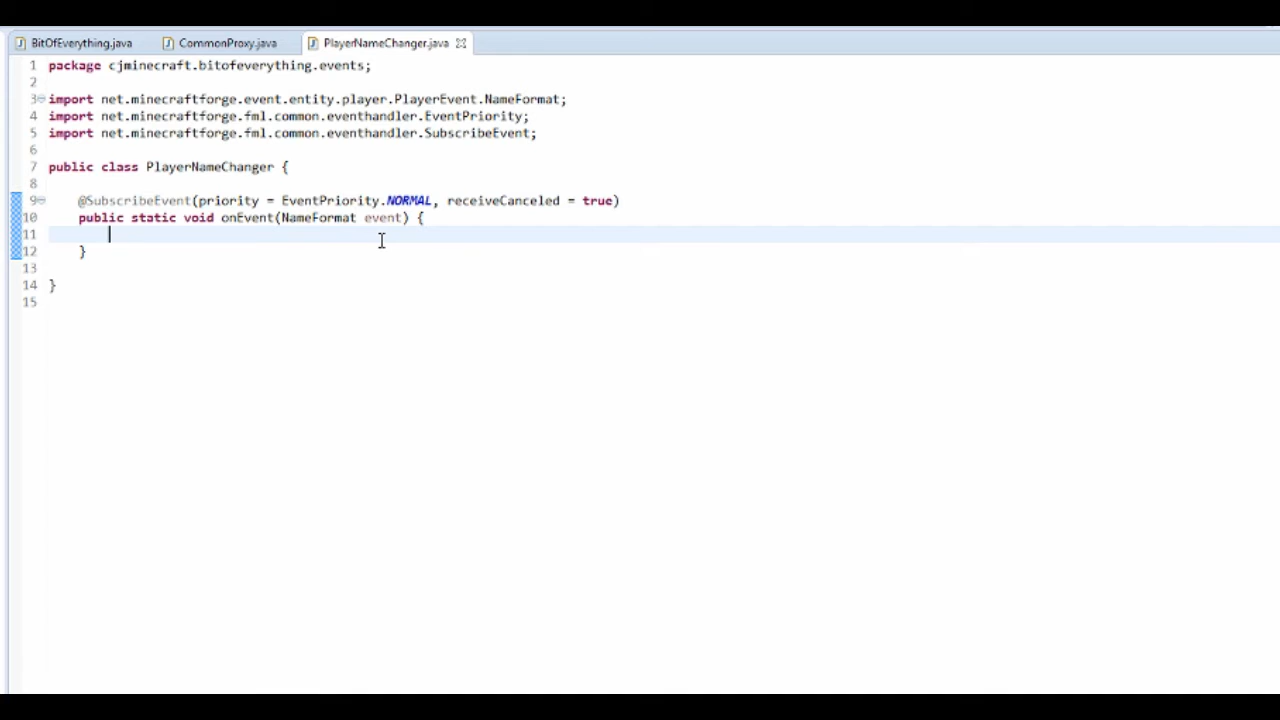 BitOfEverything.java CommonProxy.java PlayerNameChanger.java
1 package cjminecraft.bitofeverything.events;
2
3 import net.minecraftforge.event.entity.player.PlayerEvent.NameFormat;
4 import net.minecraftforge.fml.common.eventhandler.EventPriority;
5 import net.minecraftforge.fml.common.eventhandler.SubscribeEvent;
6
7 public class PlayerNameChanger {
8
9 @SubscribeEvent(priority = EventPriority.NORMAL, receiveCanceled = true)
10 public static void onEvent(NameFormat event) {
11
12 }
13
14 }
15